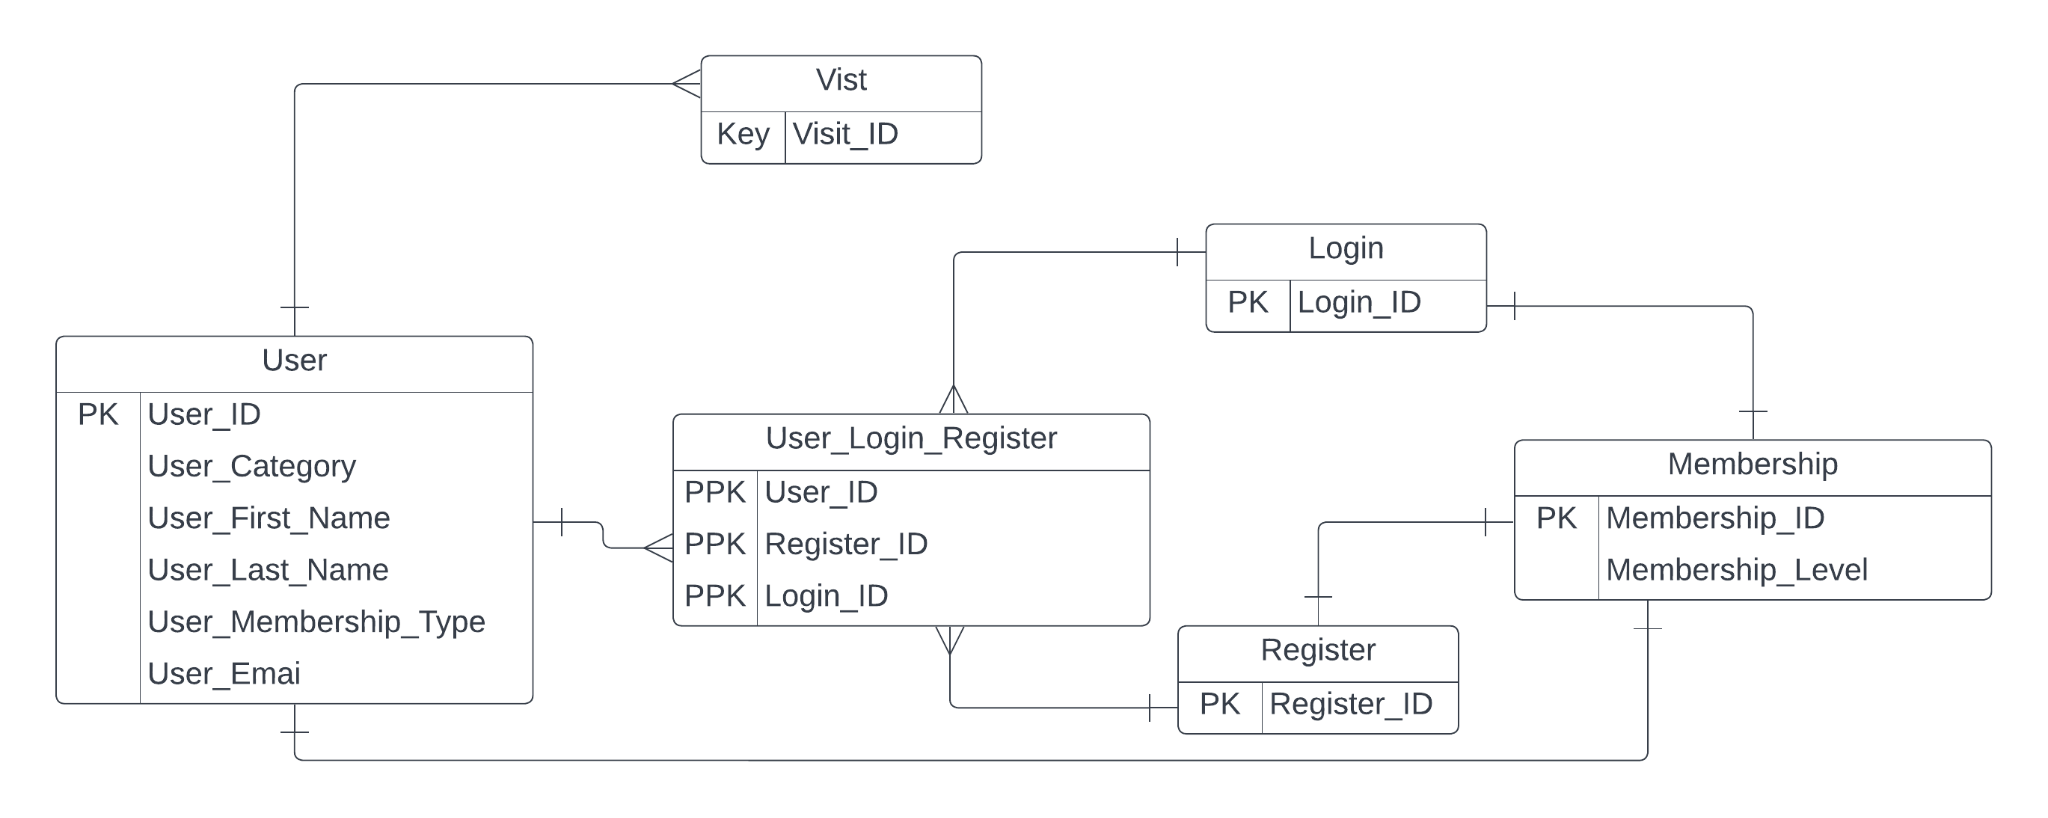 Vist
Key Visit_ID
Login
PK Login_ID
User
PK User_ID
User_Category
User_First_Name
User_Last_Name
User_Membership_Type
User_Emai
User_Login_Register
PPK User_ID
PPK Register_ID
PPK Login_ID
Membership
PK Membership_ID
Membership_Level
Register
PK Register_ID